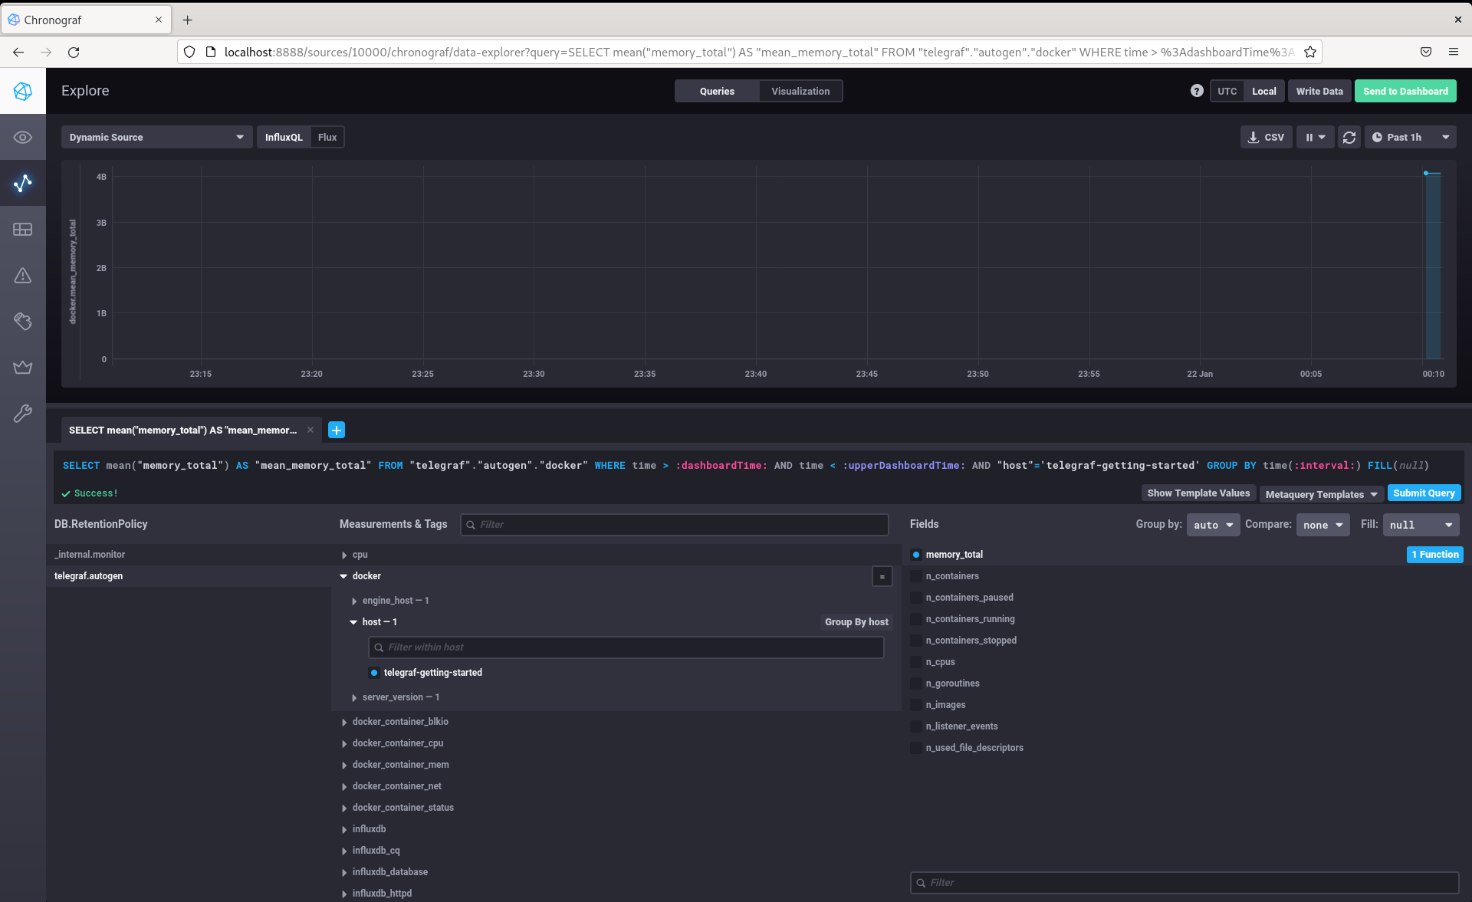 Chronograf
localhost:8888/sources/10000/chronograf/data-explorer?query=SELECT mean("memory_total") AS "mean_memory_total" FROM "telegraf"."autogen"."docker" WHERE time > %3AdashboardTime%3A
Explore
Queries
Visualization
?
UTC
Local
Write Data
Send to Dashboard
Dynamic Source
InfluxQL
Flux
CSV
Past 1h
docker.mean_memory_total
4B
3B
2B
1B
0
23:15
23:20
23:25
23:30
23:35
23:40
23:45
23:50
23:55
22 Jan
00:05
00:10
SELECT mean("memory_total") AS "mean_memor...
SELECT mean("memory_total") AS "mean_memory_total" FROM "telegraf"."autogen"."docker" WHERE time > :dashboardTime: AND time < :upperDashboardTime: AND "host"='telegraf-getting-started' GROUP BY time(:interval:) FILL(null)
Success!
Show Template Values
Metaquery Templates
Submit Query
DB.RetentionPolicy
Measurements & Tags
Filter
Fields
Group by:
auto
Compare:
none
Fill:
null
_internal.monitor
telegraf.autogen
cpu
docker
=
engine_host — 1
host — 1
Group By host
Filter within host
telegraf-getting-started
server_version — 1
docker_container_blkio
docker_container_cpu
docker_container_mem
docker_container_net
docker_container_status
influxdb
influxdb_cq
influxdb_database
influxdb_httpd
memory_total
1 Function
n_containers
n_containers_paused
n_containers_running
n_containers_stopped
n_cpus
n_goroutines
n_images
n_listener_events
n_used_file_descriptors
Filter